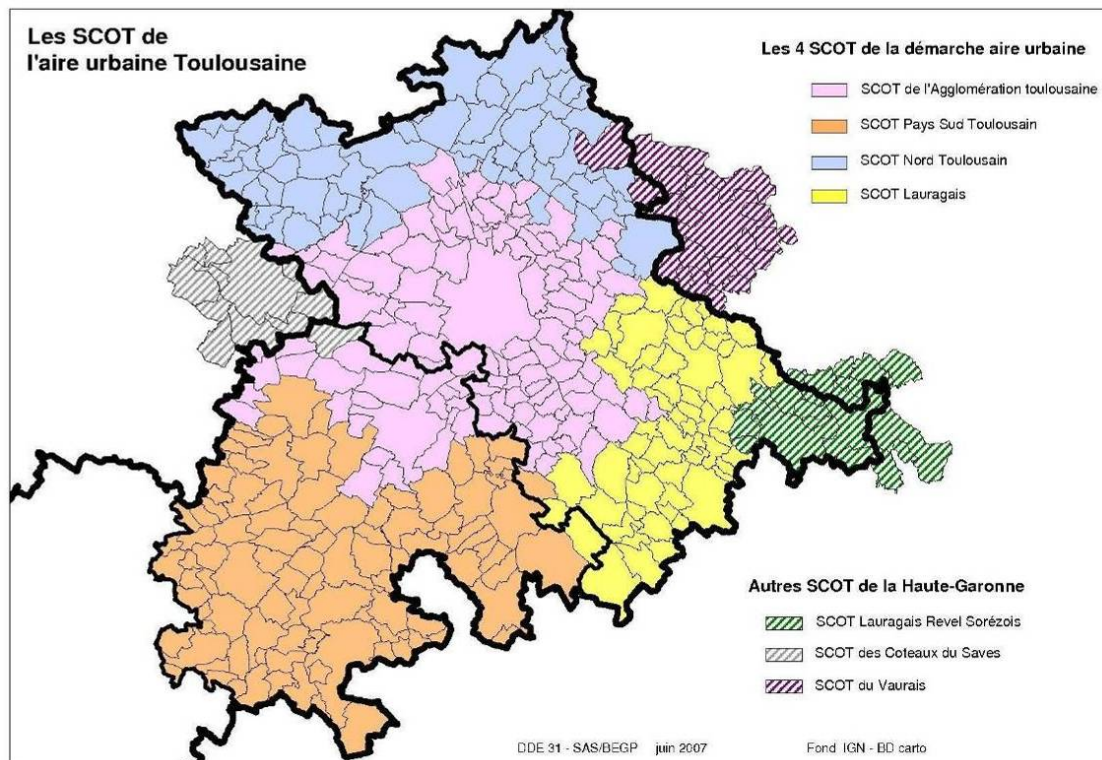 Les SCOT de
l'aire urbaine Toulousaine
Les 4 SCOT de la démarche aire urbaine
SCOT de l'Agglomération toulousaine
SCOT Pays Sud Toulousain
SCOT Nord Toulousain
SCOT Lauragais
Autres SCOT de la Haute-Garonne
SCOT Lauragais Revel Sorézois
SCOT des Coteaux du Saves
SCOT du Vaurais
DDE 31 - SAS/BEGP juin 2007 Fond IGN - BD carto